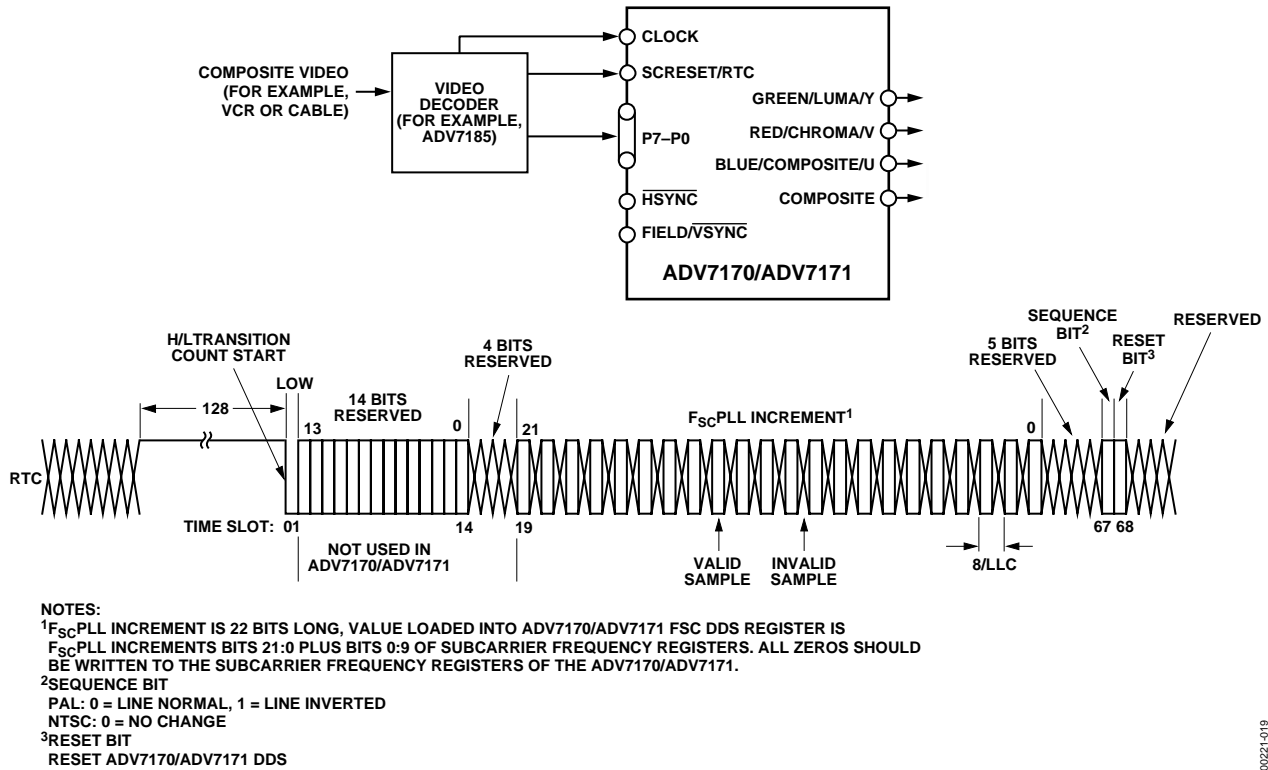 COMPOSITE VIDEO
(FOR EXAMPLE,
VCR OR CABLE)
VIDEO
DECODER
(FOR EXAMPLE,
ADV7185)
CLOCK
SCRESET/RTC
P7–P0
HSYNC
FIELD/VSYNC
GREEN/LUMA/Y
RED/CHROMA/V
BLUE/COMPOSITE/U
COMPOSITE
ADV7170/ADV7171
H/LTRANSITION
COUNT START
LOW
128
13
14 BITS
RESERVED
0
4 BITS
RESERVED
21
FSCPLL INCREMENT1
0
5 BITS
RESERVED
SEQUENCE
BIT2
RESET
BIT3
RESERVED
RTC
TIME SLOT: 01
14
19
67 68
NOT USED IN
ADV7170/ADV7171
VALID
SAMPLE
INVALID
SAMPLE
8/LLC
NOTES:
1FSCPLL INCREMENT IS 22 BITS LONG, VALUE LOADED INTO ADV7170/ADV7171 FSC DDS REGISTER IS
FSCPLL INCREMENTS BITS 21:0 PLUS BITS 0:9 OF SUBCARRIER FREQUENCY REGISTERS. ALL ZEROS SHOULD
BE WRITTEN TO THE SUBCARRIER FREQUENCY REGISTERS OF THE ADV7170/ADV7171.
2SEQUENCE BIT
PAL: 0 = LINE NORMAL, 1 = LINE INVERTED
NTSC: 0 = NO CHANGE
3RESET BIT
RESET ADV7170/ADV7171 DDS
00221-019